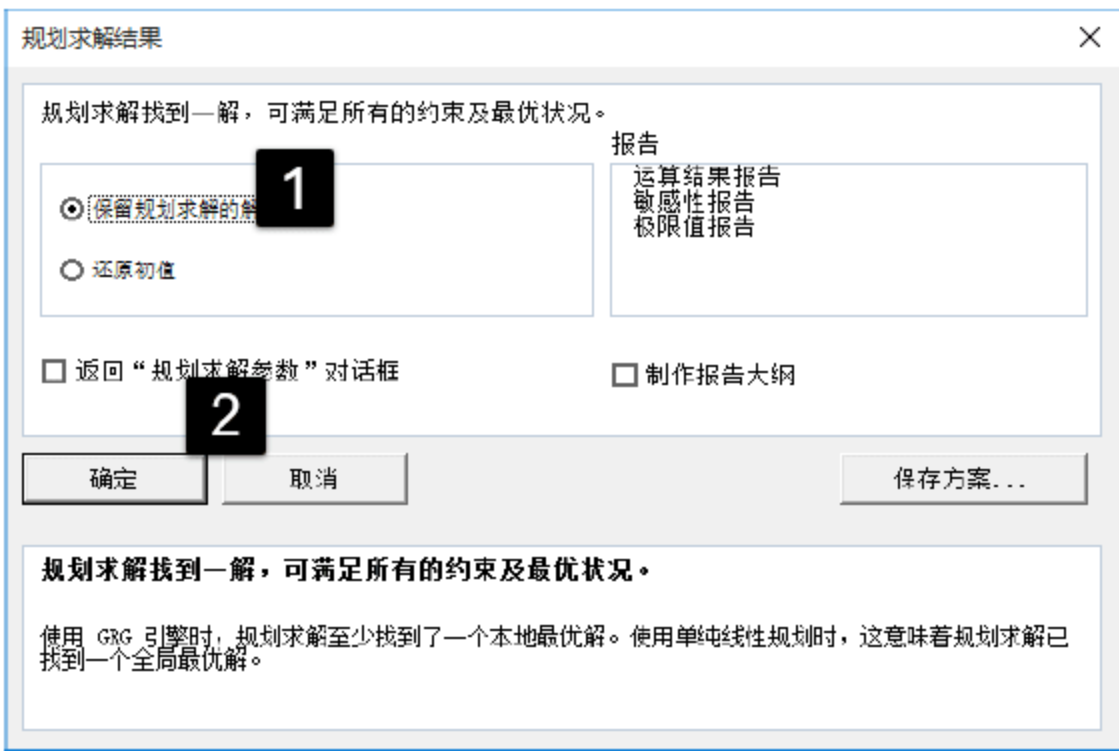 规划求解结果
规划求解找到一解，可满足所有的约束及最优状况。
报告
1
保留规划求解的解
还原初值
运算结果报告
敏感性报告
极限值报告
返回“规划求解参数”对话框
制作报告大纲
2
确定
取消
保存方案...
规划求解找到一解，可满足所有的约束及最优状况。
使用 GRG 引擎时，规划求解至少找到了一个本地最优解。使用单纯线性规划时，这意味着规划求解已
找到一个全局最优解。